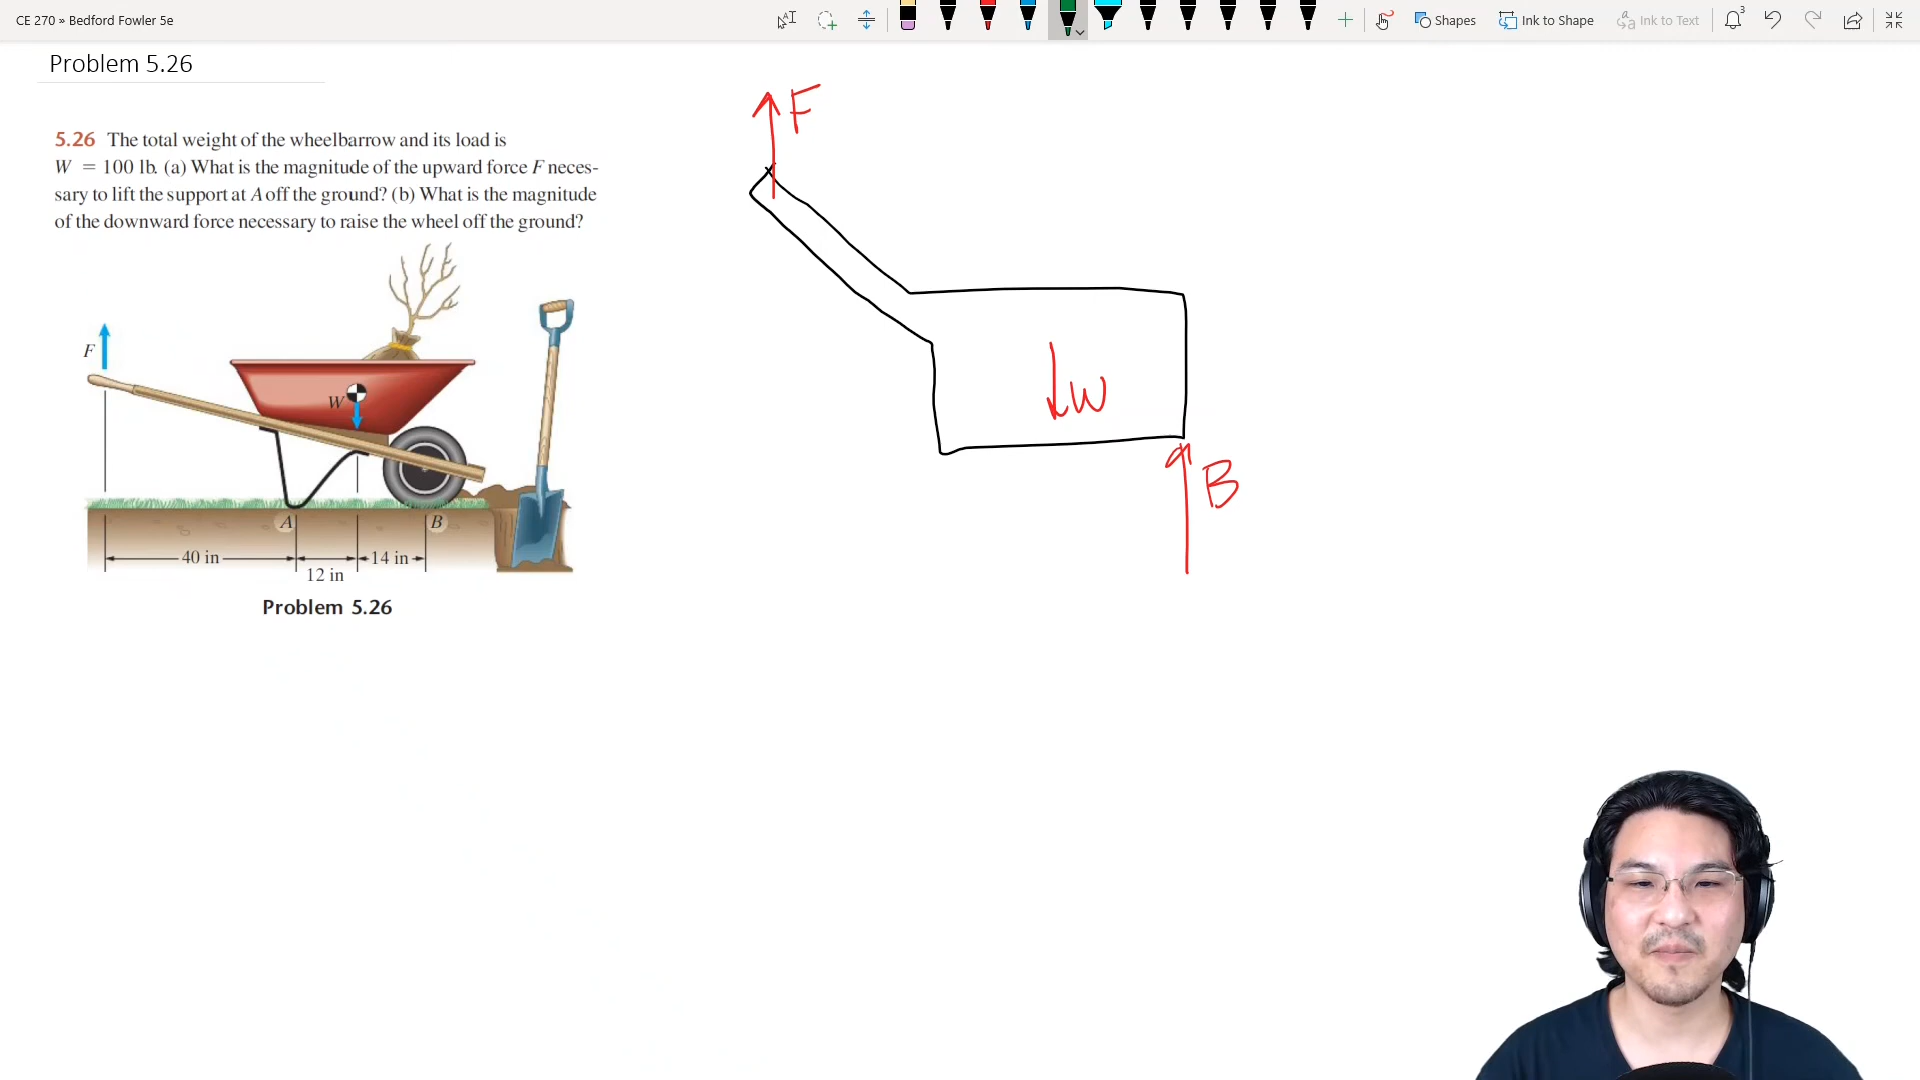 CE 270 » Bedford Fowler 5e
3
Shapes
Ink to Shape
Ink to Text
Problem 5.26
5.26 The total weight of the wheelbarrow and its load is
W = 100 lb. (a) What is the magnitude of the upward force F neces-
sary to lift the support at A off the ground? (b) What is the magnitude
of the downward force necessary to raise the wheel off the ground?
F
W
A
B
40 in
12 in
14 in
Problem 5.26
F
W
B